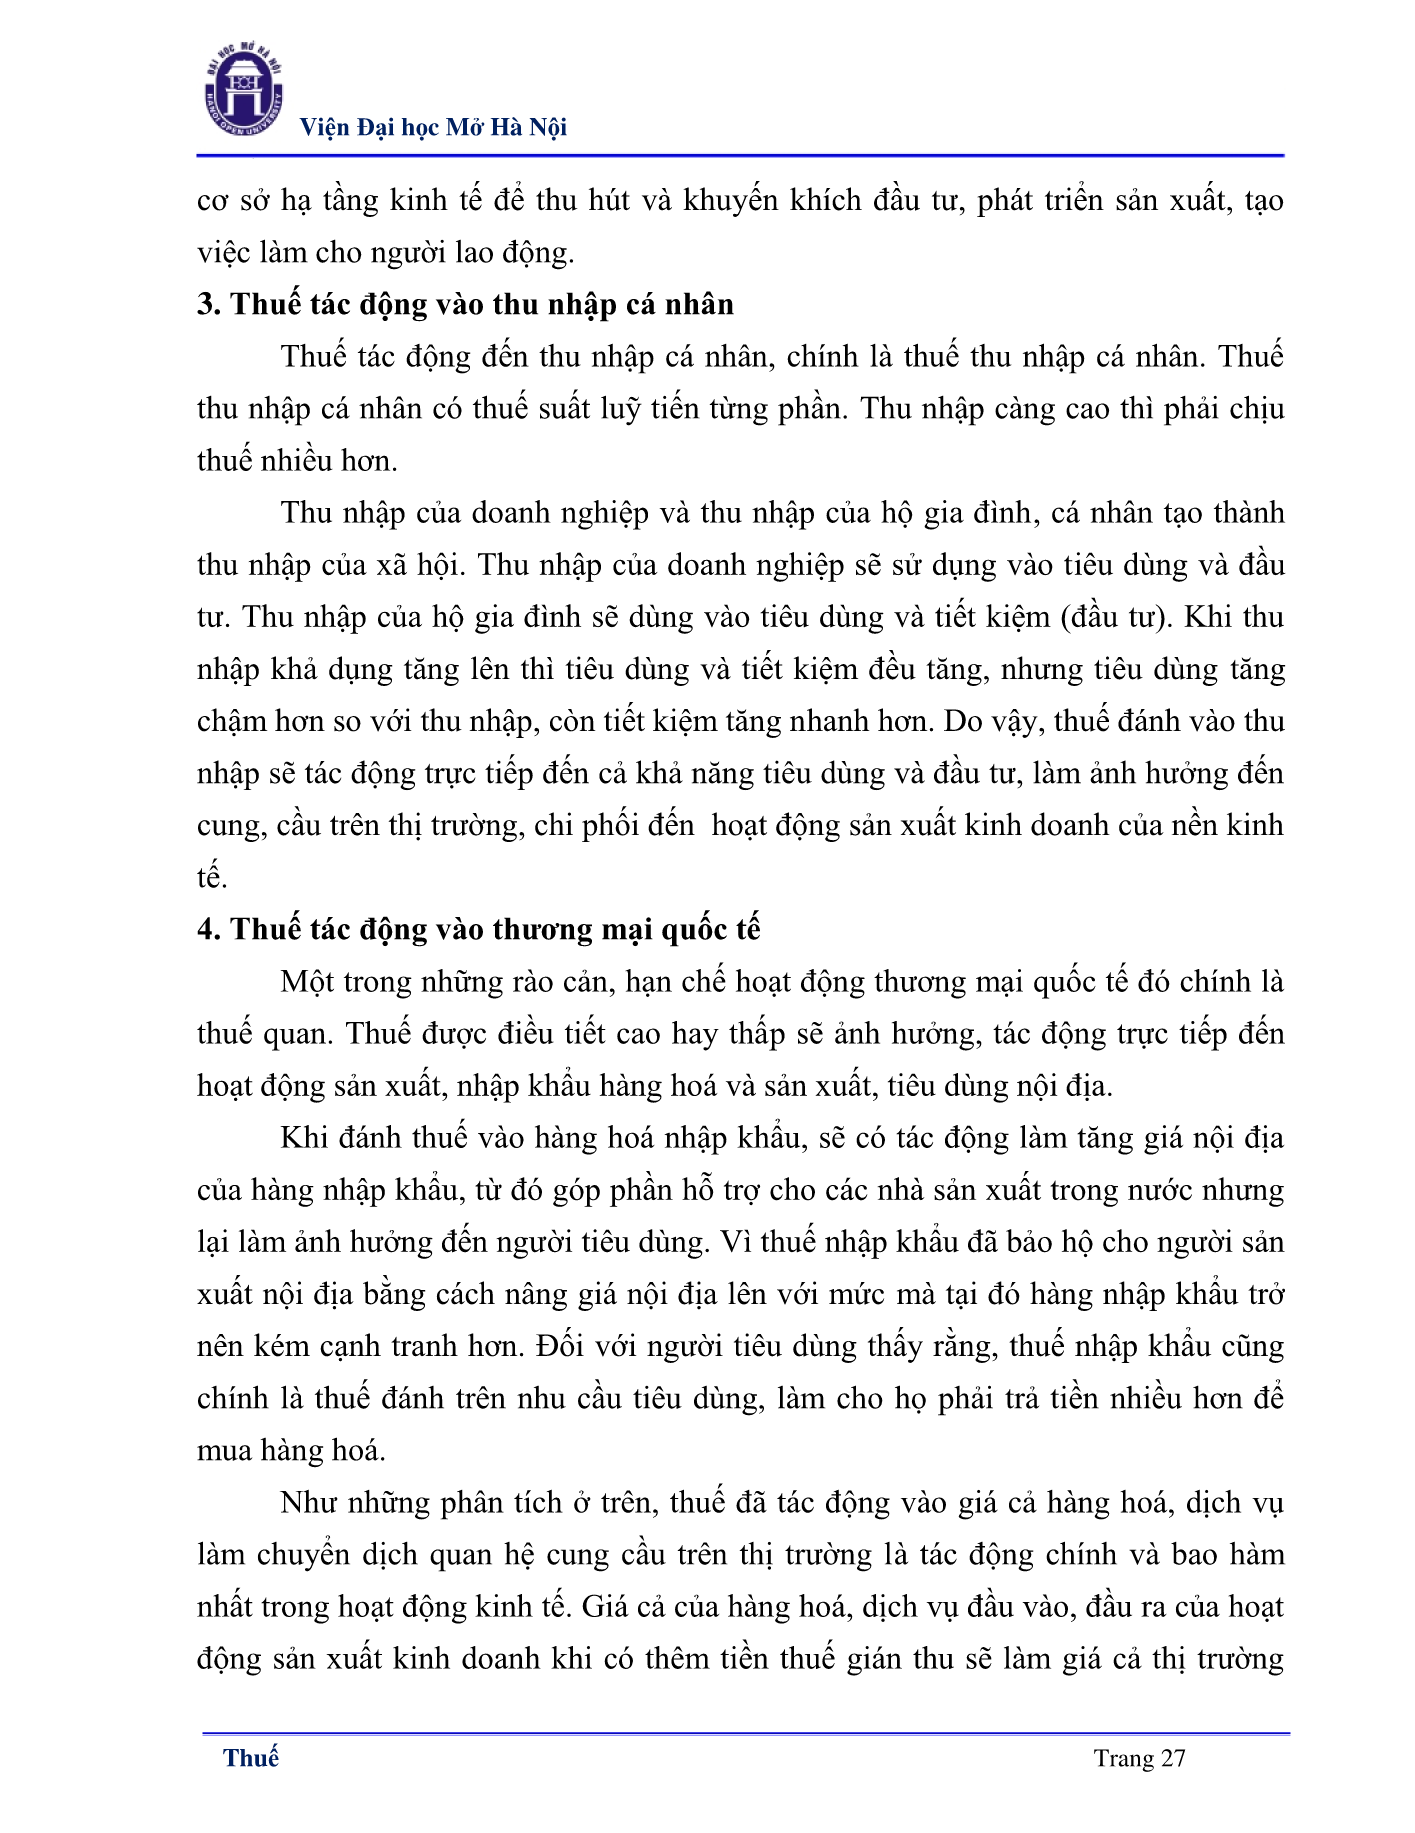 ĐẠI HỌC MỞ HÀ NỘI
HANOI OPEN UNIVERSITY
Viện Đại học Mở Hà Nội
cơ sở hạ tầng kinh tế để thu hút và khuyến khích đầu tư, phát triển sản xuất, tạo
việc làm cho người lao động.
3. Thuế tác động vào thu nhập cá nhân
Thuế tác động đến thu nhập cá nhân, chính là thuế thu nhập cá nhân. Thuế
thu nhập cá nhân có thuế suất luỹ tiến từng phần. Thu nhập càng cao thì phải chịu
thuế nhiều hơn.
Thu nhập của doanh nghiệp và thu nhập của hộ gia đình, cá nhân tạo thành
thu nhập của xã hội. Thu nhập của doanh nghiệp sẽ sử dụng vào tiêu dùng và đầu
tư. Thu nhập của hộ gia đình sẽ dùng vào tiêu dùng và tiết kiệm (đầu tư). Khi thu
nhập khả dụng tăng lên thì tiêu dùng và tiết kiệm đều tăng, nhưng tiêu dùng tăng
chậm hơn so với thu nhập, còn tiết kiệm tăng nhanh hơn. Do vậy, thuế đánh vào thu
nhập sẽ tác động trực tiếp đến cả khả năng tiêu dùng và đầu tư, làm ảnh hưởng đến
cung, cầu trên thị trường, chi phối đến  hoạt động sản xuất kinh doanh của nền kinh
tế.
4. Thuế tác động vào thương mại quốc tế
Một trong những rào cản, hạn chế hoạt động thương mại quốc tế đó chính là
thuế quan. Thuế được điều tiết cao hay thấp sẽ ảnh hưởng, tác động trực tiếp đến
hoạt động sản xuất, nhập khẩu hàng hoá và sản xuất, tiêu dùng nội địa.
Khi đánh thuế vào hàng hoá nhập khẩu, sẽ có tác động làm tăng giá nội địa
của hàng nhập khẩu, từ đó góp phần hỗ trợ cho các nhà sản xuất trong nước nhưng
lại làm ảnh hưởng đến người tiêu dùng. Vì thuế nhập khẩu đã bảo hộ cho người sản
xuất nội địa bằng cách nâng giá nội địa lên với mức mà tại đó hàng nhập khẩu trở
nên kém cạnh tranh hơn. Đối với người tiêu dùng thấy rằng, thuế nhập khẩu cũng
chính là thuế đánh trên nhu cầu tiêu dùng, làm cho họ phải trả tiền nhiều hơn để
mua hàng hoá.
Như những phân tích ở trên, thuế đã tác động vào giá cả hàng hoá, dịch vụ
làm chuyển dịch quan hệ cung cầu trên thị trường là tác động chính và bao hàm
nhất trong hoạt động kinh tế. Giá cả của hàng hoá, dịch vụ đầu vào, đầu ra của hoạt
động sản xuất kinh doanh khi có thêm tiền thuế gián thu sẽ làm giá cả thị trường
Thuế
Trang 27